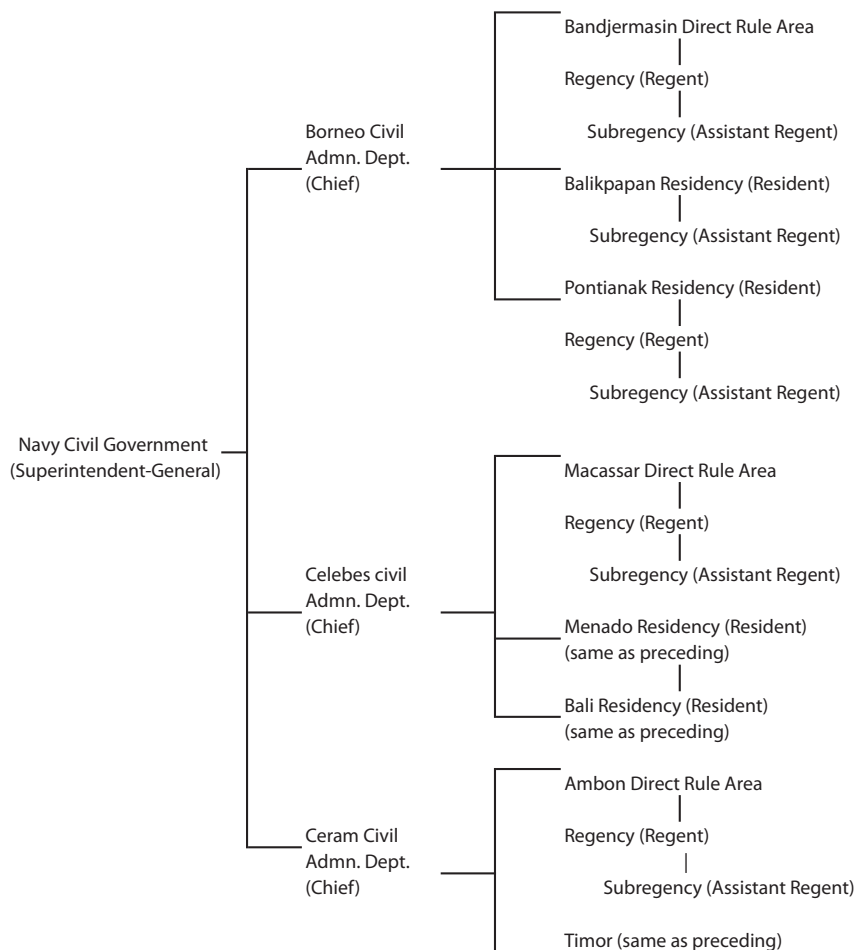 Navy Civil Government
(Superintendent-General)
Borneo Civil
Admn. Dept.
(Chief)
Bandjermasin Direct Rule Area
Regency (Regent)
Subregency (Assistant Regent)
Balikpapan Residency (Resident)
Subregency (Assistant Regent)
Pontianak Residency (Resident)
Regency (Regent)
Subregency (Assistant Regent)
Celebes civil
Admn. Dept.
(Chief)
Macassar Direct Rule Area
Regency (Regent)
Subregency (Assistant Regent)
Menado Residency (Resident)
(same as preceding)
Bali Residency (Resident)
(same as preceding)
Ceram Civil
Admn. Dept.
(Chief)
Ambon Direct Rule Area
Regency (Regent)
Subregency (Assistant Regent)
Timor (same as preceding)